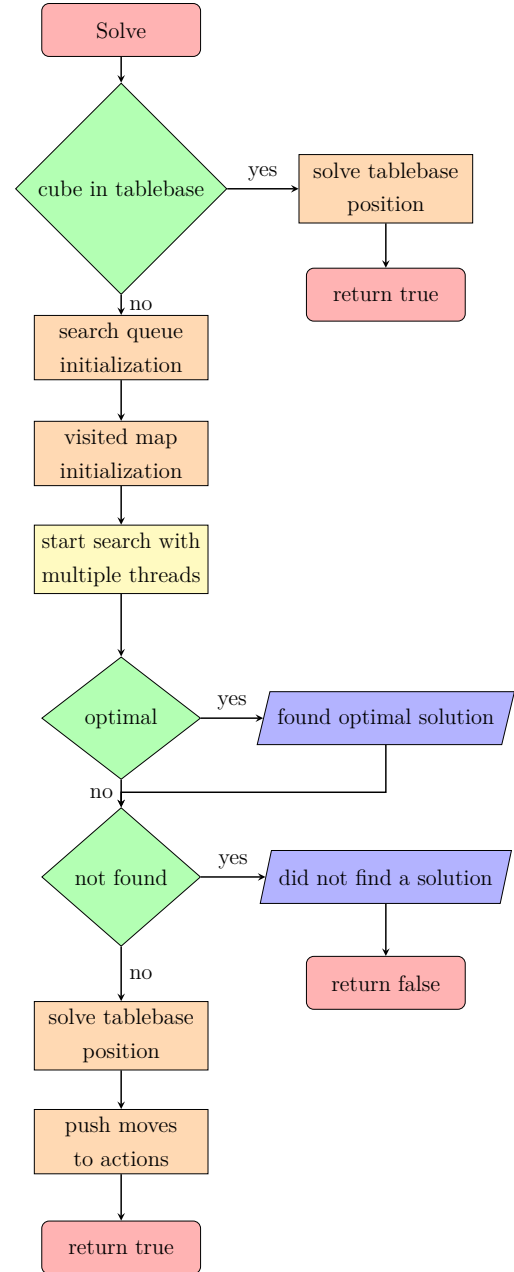 Solve
cube in tablebase
yes
solve tablebase
position
return true
no
search queue
initialization
visited map
initialization
start search with
multiple threads
optimal
yes
found optimal solution
no
not found
yes
did not find a solution
return false
no
solve tablebase
position
push moves
to actions
return true